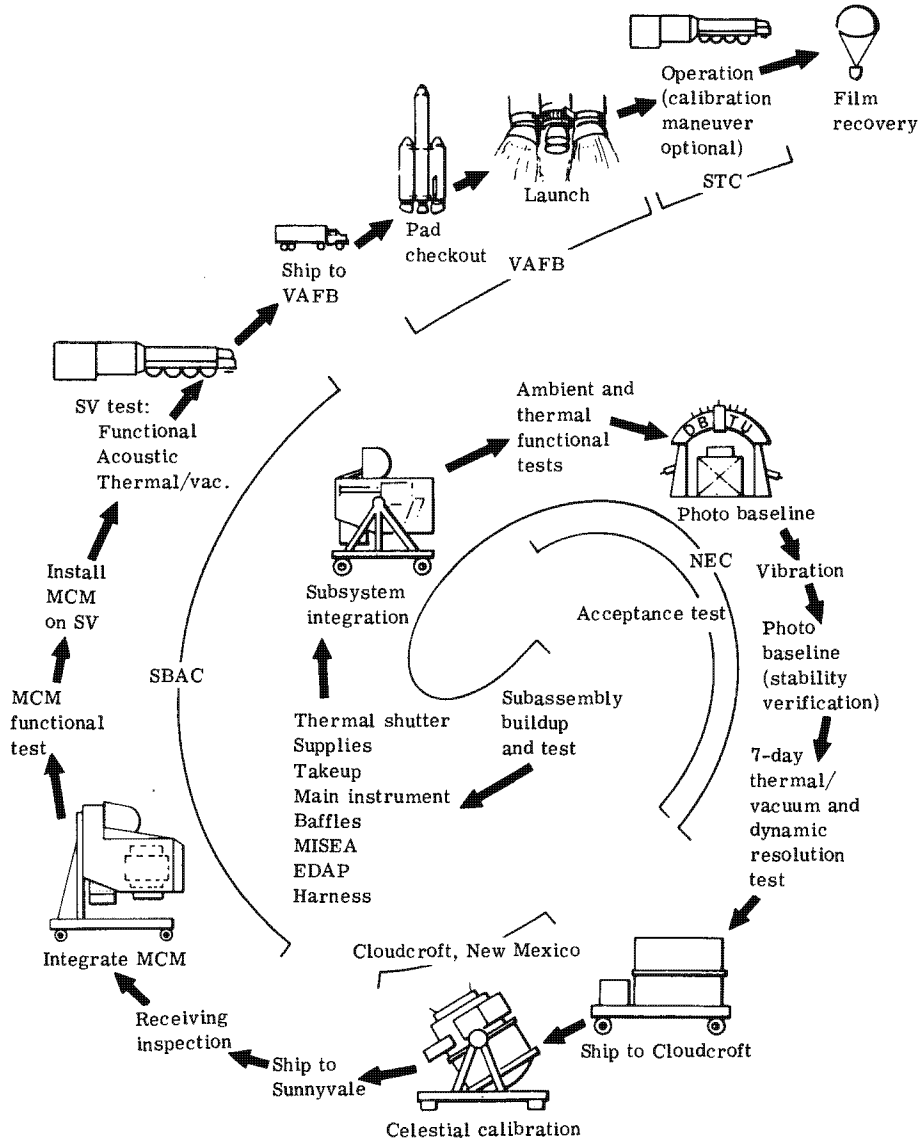 Operation
(calibration
maneuver
optional)
Film
recovery
STC
Launch
Pad
checkout
VAFB
Ship to
VAFB
SV test:
Functional
Acoustic
Thermal/vac.
Install
MCM
on SV
MCM
functional
test
SBAC
Integrate MCM
Receiving
inspection
Ship to
Sunnyvale
Celestial calibration
Cloudcroft, New Mexico
Ship to Cloudcroft
7-day
thermal/
vacuum and
dynamic
resolution
test
Photo
baseline
(stability
verification)
Vibration
Photo baseline
OBTU
NEC
Acceptance test
Ambient and
thermal
functional
tests
Subsystem
integration
Thermal shutter
Supplies
Takeup
Main instrument
Baffles
MISEA
EDAP
Harness
Subassembly
buildup
and test